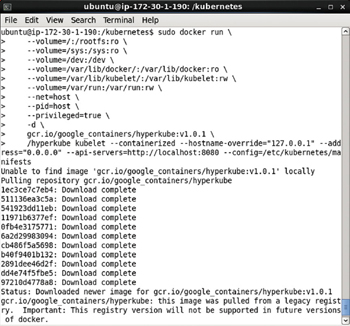 ubuntu@ip-172-30-1-190: /kubernetes
File Edit View Search Terminal Help
ubuntu@ip-172-30-1-190:/kubernetes$ sudo docker run \
>     --volume=/:/rootfs:ro \
>     --volume=/sys:/sys:ro \
>     --volume=/dev:/dev \
>     --volume=/var/lib/docker/:/var/lib/docker:ro \
>     --volume=/var/lib/kubelet/:/var/lib/kubelet:rw \
>     --volume=/var/run:/var/run:rw \
>     --net=host \
>     --pid=host \
>     --privileged=true \
>     -d \
>     gcr.io/google_containers/hyperkube:v1.0.1 \
>     /hyperkube kubelet --containerized --hostname-override="127.0.0.1" --add
ress="0.0.0.0" --api-servers=http://localhost:8080 --config=/etc/kubernetes/ma
nifests
Unable to find image 'gcr.io/google_containers/hyperkube:v1.0.1' locally
Pulling repository gcr.io/google_containers/hyperkube
1ec3ce7c7eb4: Download complete
511136ea3c5a: Download complete
541923dd11eb: Download complete
11971b6377ef: Download complete
0fb4e3175771: Download complete
6a2d29983094: Download complete
cb486f5a5698: Download complete
b40f9401b132: Download complete
2891dee46d2f: Download complete
dd4e74f5fbe5: Download complete
97210d4778a8: Download complete
Status: Downloaded newer image for gcr.io/google_containers/hyperkube:v1.0.1
gcr.io/google_containers/hyperkube: this image was pulled from a legacy regist
ry.  Important: This registry version will not be supported in future versions
of docker.